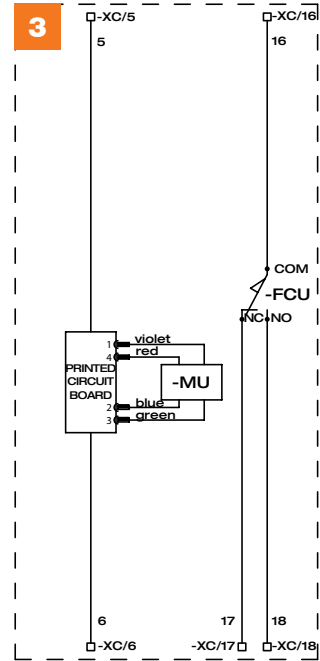 3
-XC/5
-XC/16
5
16
COM
-FCU
NC
NO
1
violet
4
red
PRINTED
CIRCUIT
BOARD
-MU
2
blue
3
green
6
17
18
-XC/6
-XC/17
-XC/18